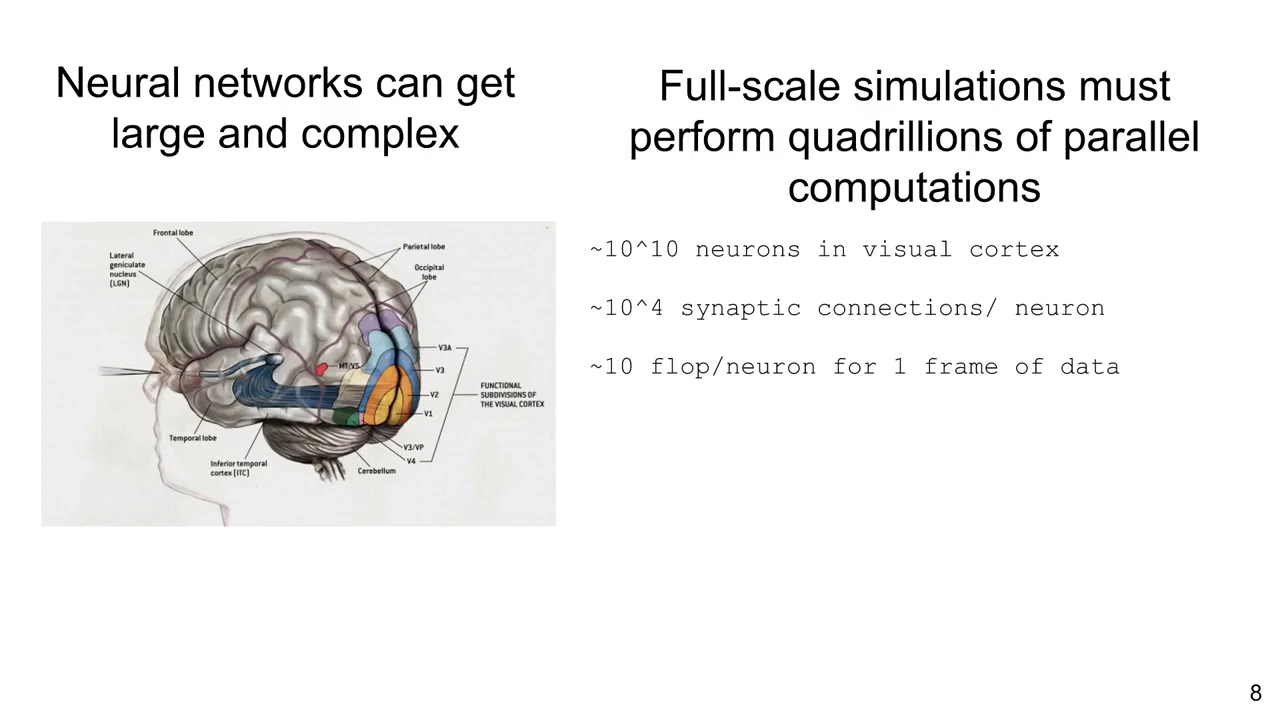 Neural networks can get
large and complex
Full-scale simulations must
perform quadrillions of parallel
computations
Frontal lobe
Lateral
geniculate
nucleus
(LGN)
Parietal lobe
Occipital
lobe
MT/V5
V3A
V3
V2
V1
V3/VP
V4
FUNCTIONAL
SUBDIVISIONS OF
THE VISUAL CORTEX
Temporal lobe
Inferior temporal
cortex (ITC)
Cerebellum
~10^10 neurons in visual cortex
~10^4 synaptic connections/ neuron
~10 flop/neuron for 1 frame of data
8